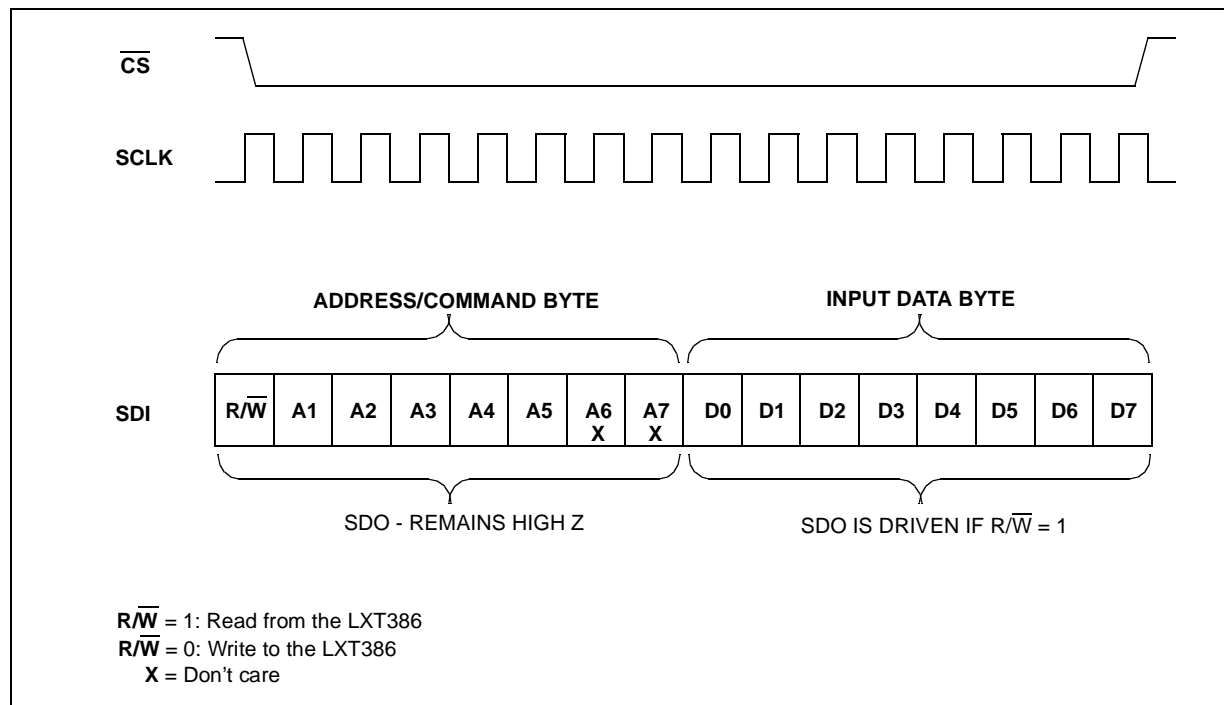 CS
SCLK
ADDRESS/COMMAND BYTE INPUT DATA BYTE
SDI R/W A1 A2 A3 A4 A5 A6 A7 D0 D1 D2 D3 D4 D5 D6 D7
X X
SDO - REMAINS HIGH Z SDO IS DRIVEN IF R/W = 1
R/W = 1: Read from the LXT386
R/W = 0: Write to the LXT386
X = Don't care